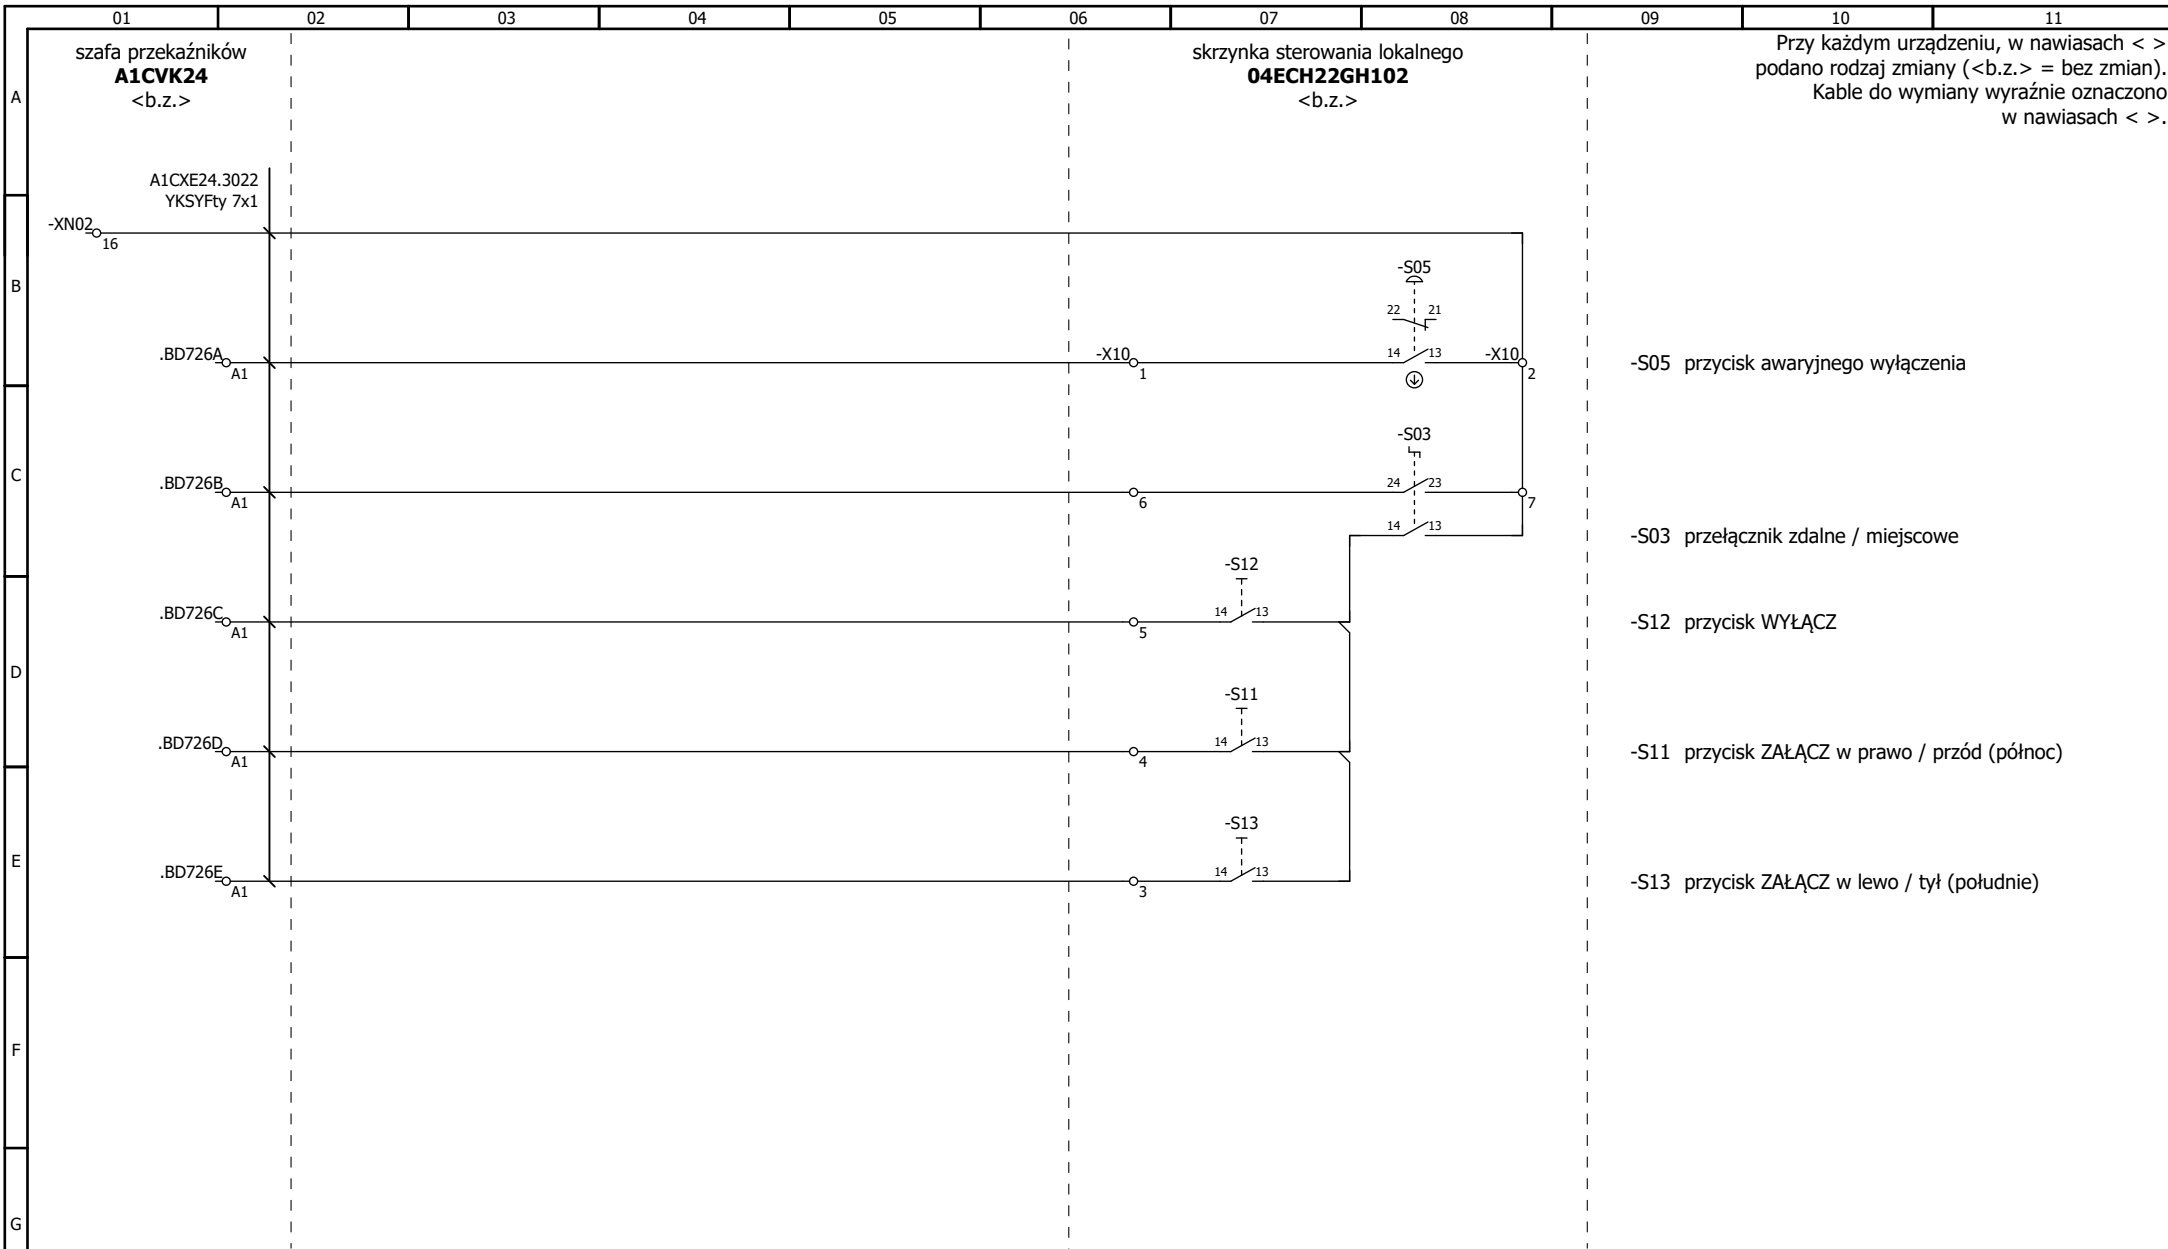 01 02 03 04 05 06 07 08 09 10 11
szafa przekaźników
A1CVK24
<b.z.>
skrzynka sterowania lokalnego
04ECH22GH102
<b.z.>
Przy każdym urządzeniu, w nawiasach < >
podano rodzaj zmiany (<b.z.> = bez zmian).
Kable do wymiany wyraźnie oznaczono
w nawiasach < >.
A
A1CXE24.3022
YKSYFty 7x1
-XN02
16
B
-S05
22 21
.BD726A
A1
-X10
1
14 13
-X10
2
-S05 przycisk awaryjnego wyłączenia
C
-S03
.BD726B
A1
6
24 23
7
14 13
-S03 przełącznik zdalne / miejscowe
-S12
.BD726C
A1
5
14 13
-S12 przycisk WYŁĄCZ
D
-S11
.BD726D
A1
4
14 13
-S11 przycisk ZAŁĄCZ w prawo / przód (północ)
E
-S13
.BD726E
A1
3
14 13
-S13 przycisk ZAŁĄCZ w lewo / tył (południe)
F
G